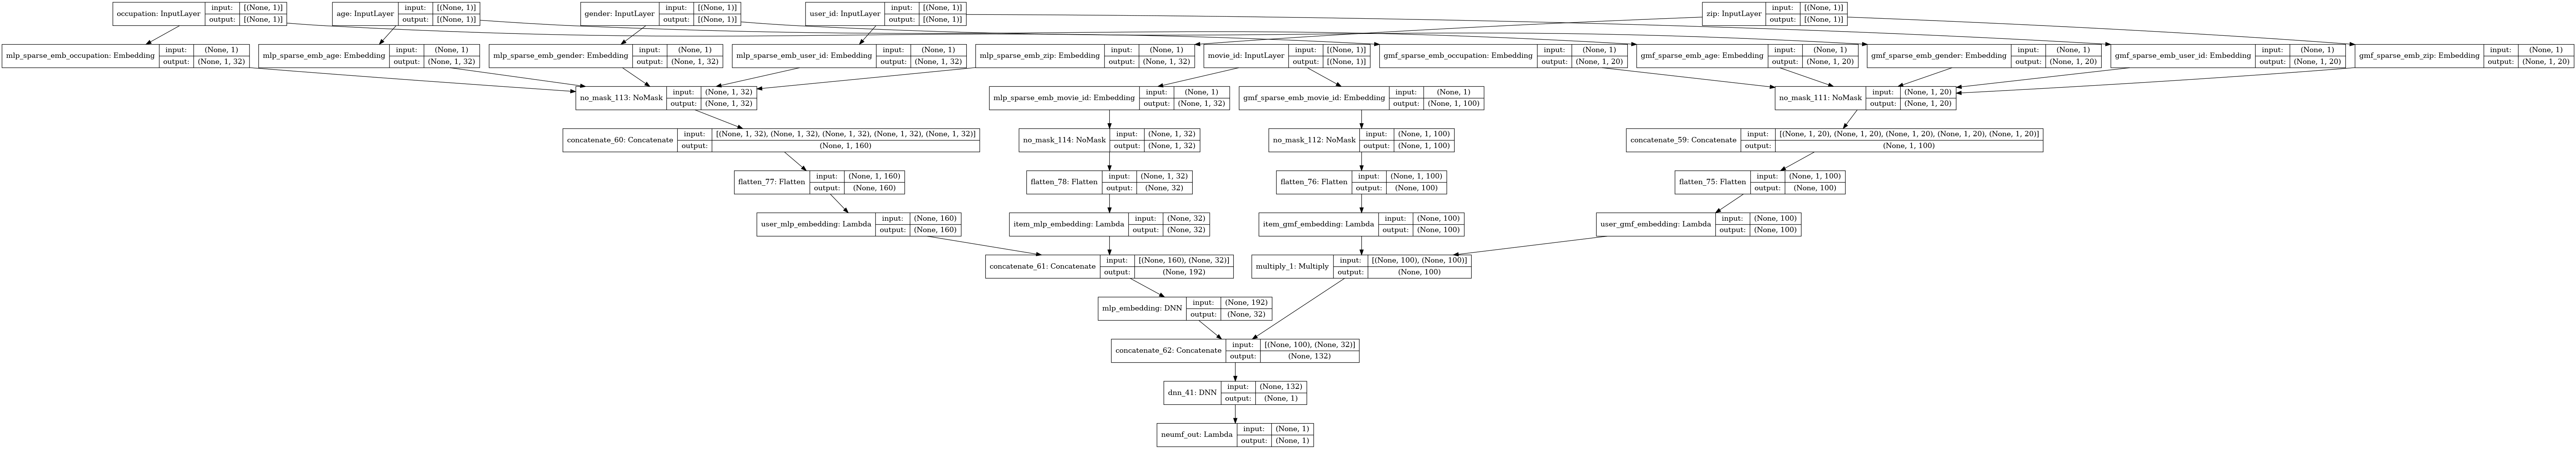 occupation: InputLayer input: [(None, 1)]
output: [(None, 1)]
age: InputLayer input: [(None, 1)]
output: [(None, 1)]
gender: InputLayer input: [(None, 1)]
output: [(None, 1)]
user_id: InputLayer input: [(None, 1)]
output: [(None, 1)]
zip: InputLayer input: [(None, 1)]
output: [(None, 1)]
mlp_sparse_emb_occupation: Embedding input: (None, 1)
output: (None, 1, 32)
mlp_sparse_emb_age: Embedding input: (None, 1)
output: (None, 1, 32)
mlp_sparse_emb_gender: Embedding input: (None, 1)
output: (None, 1, 32)
mlp_sparse_emb_user_id: Embedding input: (None, 1)
output: (None, 1, 32)
mlp_sparse_emb_zip: Embedding input: (None, 1)
output: (None, 1, 32)
movie_id: InputLayer input: [(None, 1)]
output: [(None, 1)]
gmf_sparse_emb_occupation: Embedding input: (None, 1)
output: (None, 1, 20)
gmf_sparse_emb_age: Embedding input: (None, 1)
output: (None, 1, 20)
gmf_sparse_emb_gender: Embedding input: (None, 1)
output: (None, 1, 20)
gmf_sparse_emb_user_id: Embedding input: (None, 1)
output: (None, 1, 20)
gmf_sparse_emb_zip: Embedding input: (None, 1)
output: (None, 1, 20)
no_mask_113: NoMask input: (None, 1, 32)
output: (None, 1, 32)
mlp_sparse_emb_movie_id: Embedding input: (None, 1)
output: (None, 1, 32)
gmf_sparse_emb_movie_id: Embedding input: (None, 1)
output: (None, 1, 100)
no_mask_111: NoMask input: (None, 1, 20)
output: (None, 1, 20)
concatenate_60: Concatenate input: [(None, 1, 32), (None, 1, 32), (None, 1, 32), (None, 1, 32), (None, 1, 32)]
output: (None, 1, 160)
no_mask_114: NoMask input: (None, 1, 32)
output: (None, 1, 32)
no_mask_112: NoMask input: (None, 1, 100)
output: (None, 1, 100)
concatenate_59: Concatenate input: [(None, 1, 20), (None, 1, 20), (None, 1, 20), (None, 1, 20), (None, 1, 20)]
output: (None, 1, 100)
flatten_77: Flatten input: (None, 1, 160)
output: (None, 160)
flatten_78: Flatten input: (None, 1, 32)
output: (None, 32)
flatten_76: Flatten input: (None, 1, 100)
output: (None, 100)
flatten_75: Flatten input: (None, 1, 100)
output: (None, 100)
user_mlp_embedding: Lambda input: (None, 160)
output: (None, 160)
item_mlp_embedding: Lambda input: (None, 32)
output: (None, 32)
item_gmf_embedding: Lambda input: (None, 100)
output: (None, 100)
user_gmf_embedding: Lambda input: (None, 100)
output: (None, 100)
concatenate_61: Concatenate input: [(None, 160), (None, 32)]
output: (None, 192)
multiply_1: Multiply input: [(None, 100), (None, 100)]
output: (None, 100)
mlp_embedding: DNN input: (None, 192)
output: (None, 32)
concatenate_62: Concatenate input: [(None, 100), (None, 32)]
output: (None, 132)
dnn_41: DNN input: (None, 132)
output: (None, 1)
neumf_out: Lambda input: (None, 1)
output: (None, 1)